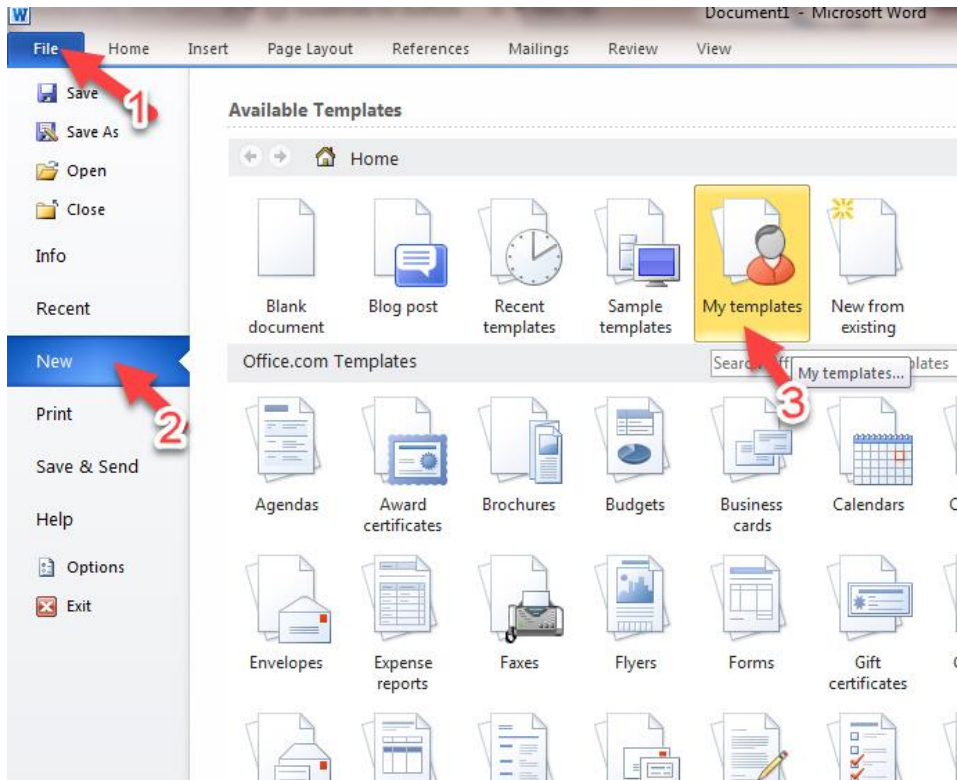 W
Document1 - Microsoft Word
File Home Insert Page Layout References Mailings Review View
Save
1
Save As
Open
Close
Info
Recent
New
2
Print
Save & Send
Help
Options
Exit
Available Templates
Home
Blank document
Blog post
Recent templates
Sample templates
My templates
New from existing
3
Office.com Templates
Sear
My templates...
plates
Agendas
Award certificates
Brochures
Budgets
Business cards
Calendars
Envelopes
Expense reports
Faxes
Flyers
Forms
Gift certificates